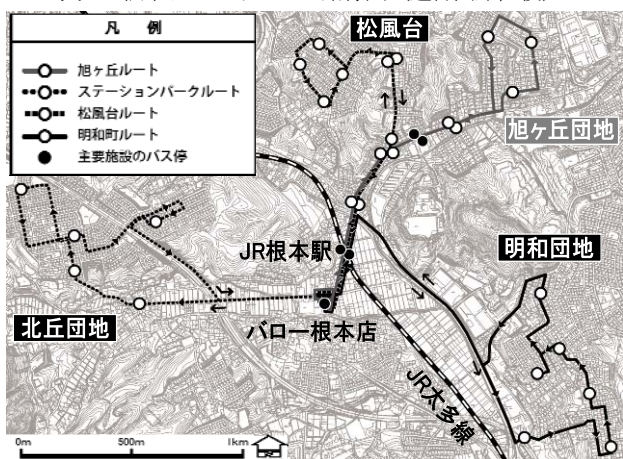 凡 例
旭ヶ丘ルート
ステーションパークルート
松風台ルート
明和町ルート
主要施設のバス停
松風台
旭ヶ丘団地
JR根本駅
明和団地
バロー根本店
北丘団地
JR太多線
0m 500m 1km